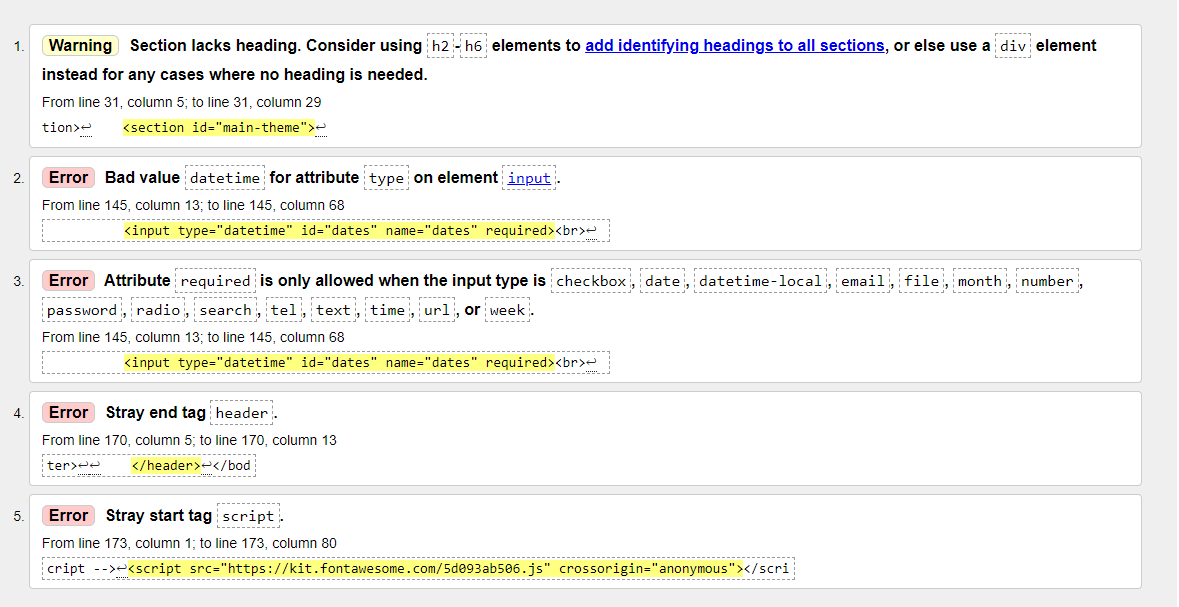 1. Warning Section lacks heading. Consider using h2-h6 elements to add identifying headings to all sections, or else use a div element
instead for any cases where no heading is needed.
From line 31, column 5; to line 31, column 29
tion>↩    <section id="main-theme">↩
2. Error Bad value datetime for attribute type on element input.
From line 145, column 13; to line 145, column 68
<input type="datetime" id="dates" name="dates" required><br>↩
3. Error Attribute required is only allowed when the input type is checkbox, date, datetime-local, email, file, month, number,
password, radio, search, tel, text, time, url, or week.
From line 145, column 13; to line 145, column 68
<input type="datetime" id="dates" name="dates" required><br>↩
4. Error Stray end tag header.
From line 170, column 5; to line 170, column 13
ter>↩↩    </header>↩</bod
5. Error Stray start tag script.
From line 173, column 1; to line 173, column 80
cript -->↩<script src="https://kit.fontawesome.com/5d093ab506.js" crossorigin="anonymous"></scri